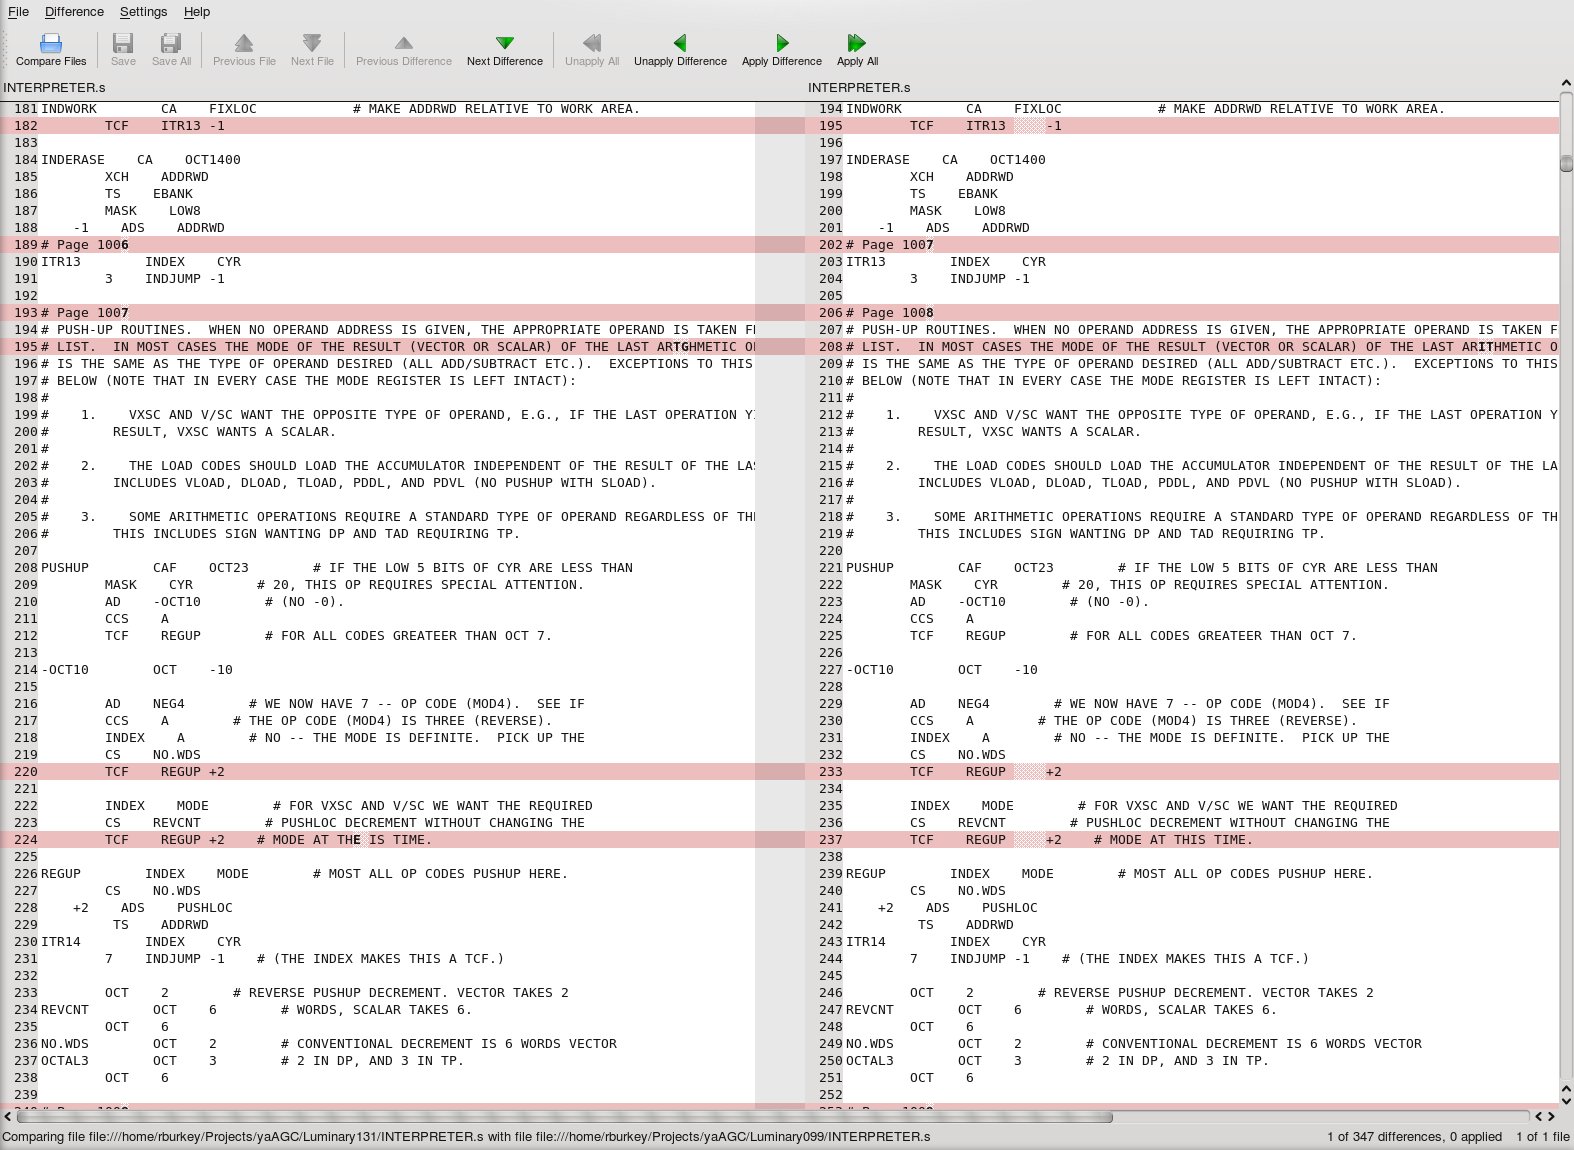 File Difference Settings Help
Compare Files Save Save All Previous File Next File Previous Difference Next Difference Unapply All Unapply Difference Apply Difference Apply All
INTERPRETER.s
181 INDWORK CA FIXLOC # MAKE ADDRWD RELATIVE TO WORK AREA.
182 TCF ITR13 -1
183
184 INDERASE CA OCT1400
185 XCH ADDRWD
186 TS EBANK
187 MASK LOW8
188 -1 ADS ADDRWD
189 # Page 1006
190 ITR13 INDEX CYR
191 3 INDJUMP -1
192
193 # Page 1007
194 # PUSH-UP ROUTINES. WHEN NO OPERAND ADDRESS IS GIVEN, THE APPROPRIATE OPERAND IS TAKEN
195 # LIST. IN MOST CASES THE MODE OF THE RESULT (VECTOR OR SCALAR) OF THE LAST ARTGHMETIC
196 # IS THE SAME AS THE TYPE OF OPERAND DESIRED (ALL ADD/SUBTRACT ETC.). EXCEPTIONS TO THIS
197 # BELOW (NOTE THAT IN EVERY CASE THE MODE REGISTER IS LEFT INTACT):
198 #
199 # 1. VXSC AND V/SC WANT THE OPPOSITE TYPE OF OPERAND, E.G., IF THE LAST OPERATION
200 # RESULT, VXSC WANTS A SCALAR.
201 #
202 # 2. THE LOAD CODES SHOULD LOAD THE ACCUMULATOR INDEPENDENT OF THE RESULT OF THE
203 # INCLUDES VLOAD, DLOAD, TLOAD, PDDL, AND PDVL (NO PUSHUP WITH SLOAD).
204 #
205 # 3. SOME ARITHMETIC OPERATIONS REQUIRE A STANDARD TYPE OF OPERAND REGARDLESS OF
206 # THIS INCLUDES SIGN WANTING DP AND TAD REQUIRING TP.
207
208 PUSHUP CAF OCT23 # IF THE LOW 5 BITS OF CYR ARE LESS THAN
209 MASK CYR # 20, THIS OP REQUIRES SPECIAL ATTENTION.
210 AD -OCT10 # (NO -0).
211 CCS A
212 TCF REGUP # FOR ALL CODES GREATEER THAN OCT 7.
213
214 -OCT10 OCT -10
215
216 AD NEG4 # WE NOW HAVE 7 -- OP CODE (MOD4). SEE IF
217 CCS A # THE OP CODE (MOD4) IS THREE (REVERSE).
218 INDEX A # NO -- THE MODE IS DEFINITE. PICK UP THE
219 CS NO.WDS
220 TCF REGUP +2
221
222 INDEX MODE # FOR VXSC AND V/SC WE WANT THE REQUIRED
223 CS REVCNT # PUSHLOC DECREMENT WITHOUT CHANGING THE
224 TCF REGUP +2 # MODE AT THE IS TIME.
225
226 REGUP INDEX MODE # MOST ALL OP CODES PUSHUP HERE.
227 CS NO.WDS
228 +2 ADS PUSHLOC
229 TS ADDRWD
230 ITR14 INDEX CYR
231 7 INDJUMP -1 # (THE INDEX MAKES THIS A TCF.)
232
233 OCT 2 # REVERSE PUSHUP DECREMENT. VECTOR TAKES 2
234 REVCNT OCT 6 # WORDS, SCALAR TAKES 6.
235 OCT 6
236 NO.WDS OCT 2 # CONVENTIONAL DECREMENT IS 6 WORDS VECTOR
237 OCTAL3 OCT 3 # 2 IN DP, AND 3 IN TP.
238 OCT 6
239
INTERPRETER.s
194 INDWORK CA FIXLOC # MAKE ADDRWD RELATIVE TO WORK AREA.
195 TCF ITR13 -1
196
197 INDERASE CA OCT1400
198 XCH ADDRWD
199 TS EBANK
200 MASK LOW8
201 -1 ADS ADDRWD
202 # Page 1007
203 ITR13 INDEX CYR
204 3 INDJUMP -1
205
206 # Page 1008
207 # PUSH-UP ROUTINES. WHEN NO OPERAND ADDRESS IS GIVEN, THE APPROPRIATE OPERAND IS TAKEN
208 # LIST. IN MOST CASES THE MODE OF THE RESULT (VECTOR OR SCALAR) OF THE LAST ARITHMETIC
209 # IS THE SAME AS THE TYPE OF OPERAND DESIRED (ALL ADD/SUBTRACT ETC.). EXCEPTIONS TO THIS
210 # BELOW (NOTE THAT IN EVERY CASE THE MODE REGISTER IS LEFT INTACT):
211 #
212 # 1. VXSC AND V/SC WANT THE OPPOSITE TYPE OF OPERAND, E.G., IF THE LAST OPERATION
213 # RESULT, VXSC WANTS A SCALAR.
214 #
215 # 2. THE LOAD CODES SHOULD LOAD THE ACCUMULATOR INDEPENDENT OF THE RESULT OF THE
216 # INCLUDES VLOAD, DLOAD, TLOAD, PDDL, AND PDVL (NO PUSHUP WITH SLOAD).
217 #
218 # 3. SOME ARITHMETIC OPERATIONS REQUIRE A STANDARD TYPE OF OPERAND REGARDLESS OF
219 # THIS INCLUDES SIGN WANTING DP AND TAD REQUIRING TP.
220
221 PUSHUP CAF OCT23 # IF THE LOW 5 BITS OF CYR ARE LESS THAN
222 MASK CYR # 20, THIS OP REQUIRES SPECIAL ATTENTION.
223 AD -OCT10 # (NO -0).
224 CCS A
225 TCF REGUP # FOR ALL CODES GREATEER THAN OCT 7.
226
227 -OCT10 OCT -10
228
229 AD NEG4 # WE NOW HAVE 7 -- OP CODE (MOD4). SEE IF
230 CCS A # THE OP CODE (MOD4) IS THREE (REVERSE).
231 INDEX A # NO -- THE MODE IS DEFINITE. PICK UP THE
232 CS NO.WDS
233 TCF REGUP +2
234
235 INDEX MODE # FOR VXSC AND V/SC WE WANT THE REQUIRED
236 CS REVCNT # PUSHLOC DECREMENT WITHOUT CHANGING THE
237 TCF REGUP +2 # MODE AT THIS TIME.
238
239 REGUP INDEX MODE # MOST ALL OP CODES PUSHUP HERE.
240 CS NO.WDS
241 +2 ADS PUSHLOC
242 TS ADDRWD
243 ITR14 INDEX CYR
244 7 INDJUMP -1 # (THE INDEX MAKES THIS A TCF.)
245
246 OCT 2 # REVERSE PUSHUP DECREMENT. VECTOR TAKES 2
247 REVCNT OCT 6 # WORDS, SCALAR TAKES 6.
248 OCT 6
249 NO.WDS OCT 2 # CONVENTIONAL DECREMENT IS 6 WORDS VECTOR
250 OCTAL3 OCT 3 # 2 IN DP, AND 3 IN TP.
251 OCT 6
252
Comparing file file:///home/rburkey/Projects/yaAGC/Luminary131/INTERPRETER.s with file file:///home/rburkey/Projects/yaAGC/Luminary099/INTERPRETER.s 1 of 347 differences, 0 applied 1 of 1 file